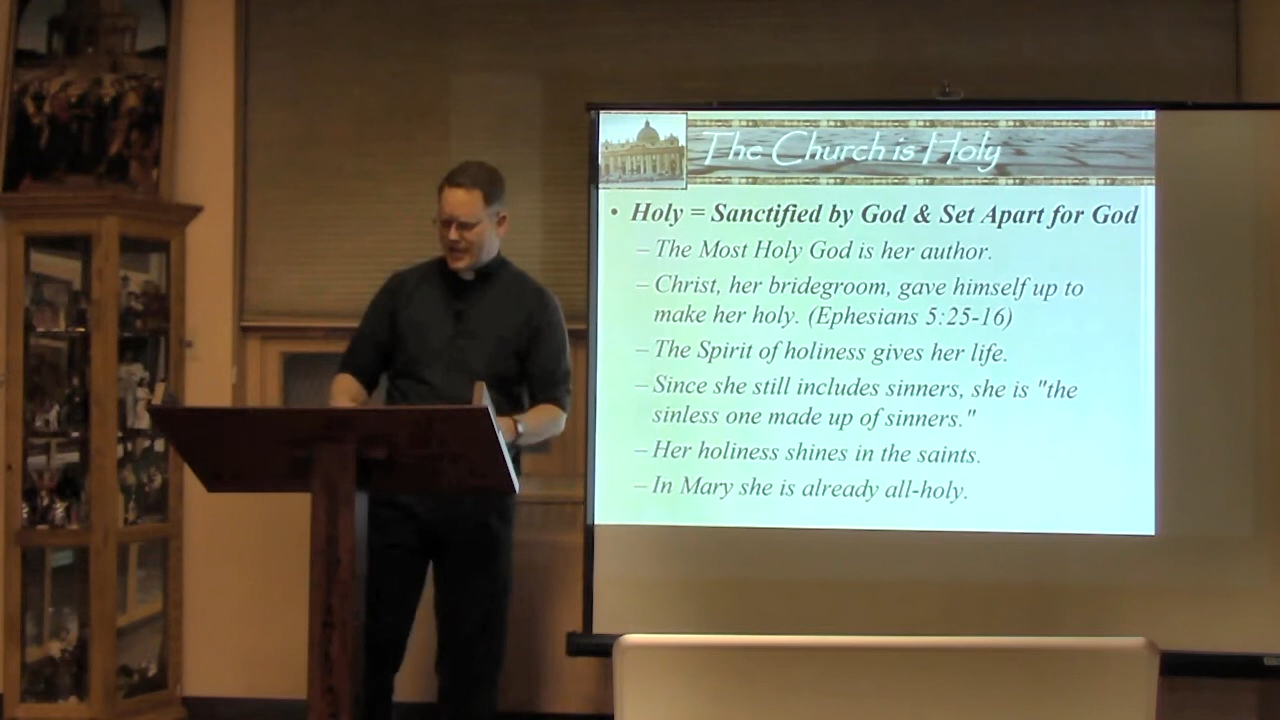 The Church is Holy
• Holy = Sanctified by God & Set Apart for God
– The Most Holy God is her author.
– Christ, her bridegroom, gave himself up to
make her holy. (Ephesians 5:25-16)
– The Spirit of holiness gives her life.
– Since she still includes sinners, she is "the
sinless one made up of sinners."
– Her holiness shines in the saints.
– In Mary she is already all-holy.